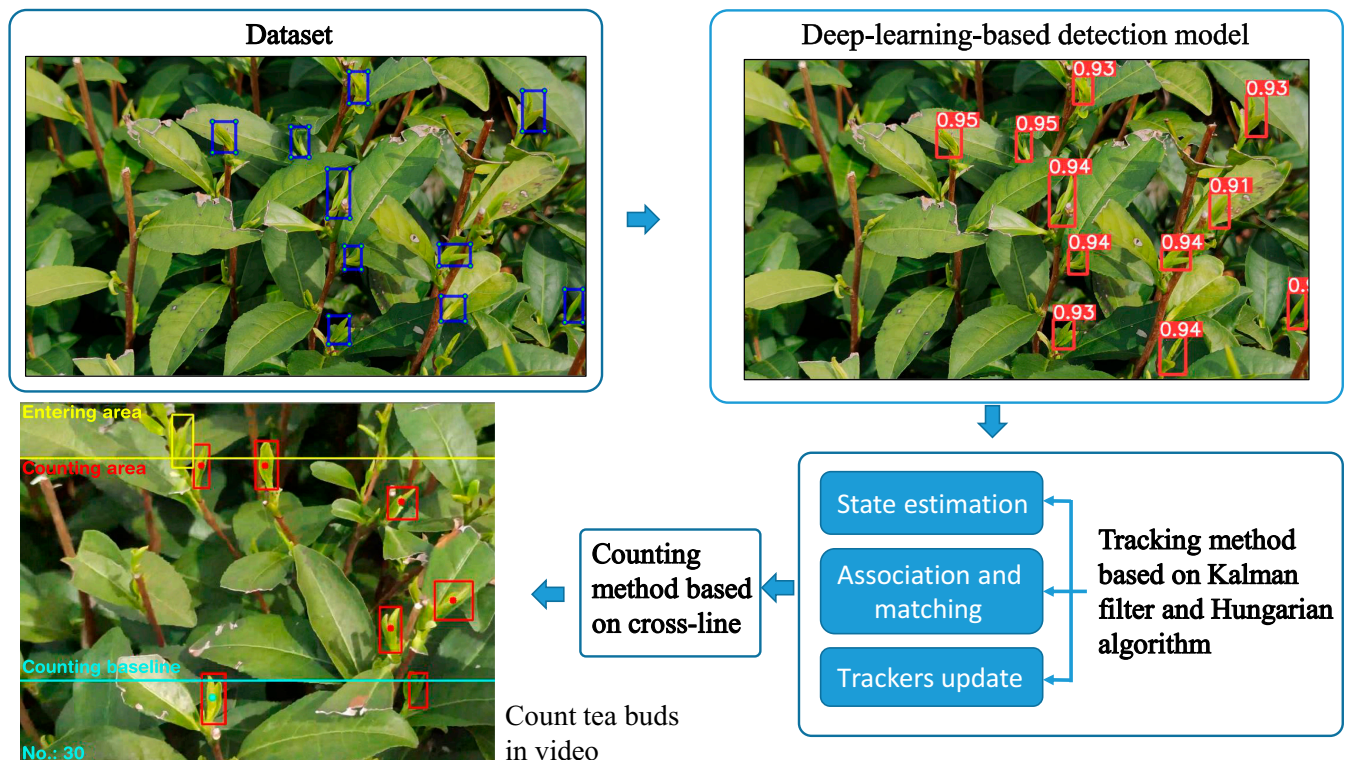 Dataset
Deep-learning-based detection model
0.93
0.95
0.95
0.94
0.93
0.91
0.94
0.94
0.93
0.94
Entering area
Counting area
Counting baseline
No.: 30
Count tea buds
in video
Counting
method based
on cross-line
State estimation
Association and
matching
Trackers update
Tracking method
based on Kalman
filter and Hungarian
algorithm